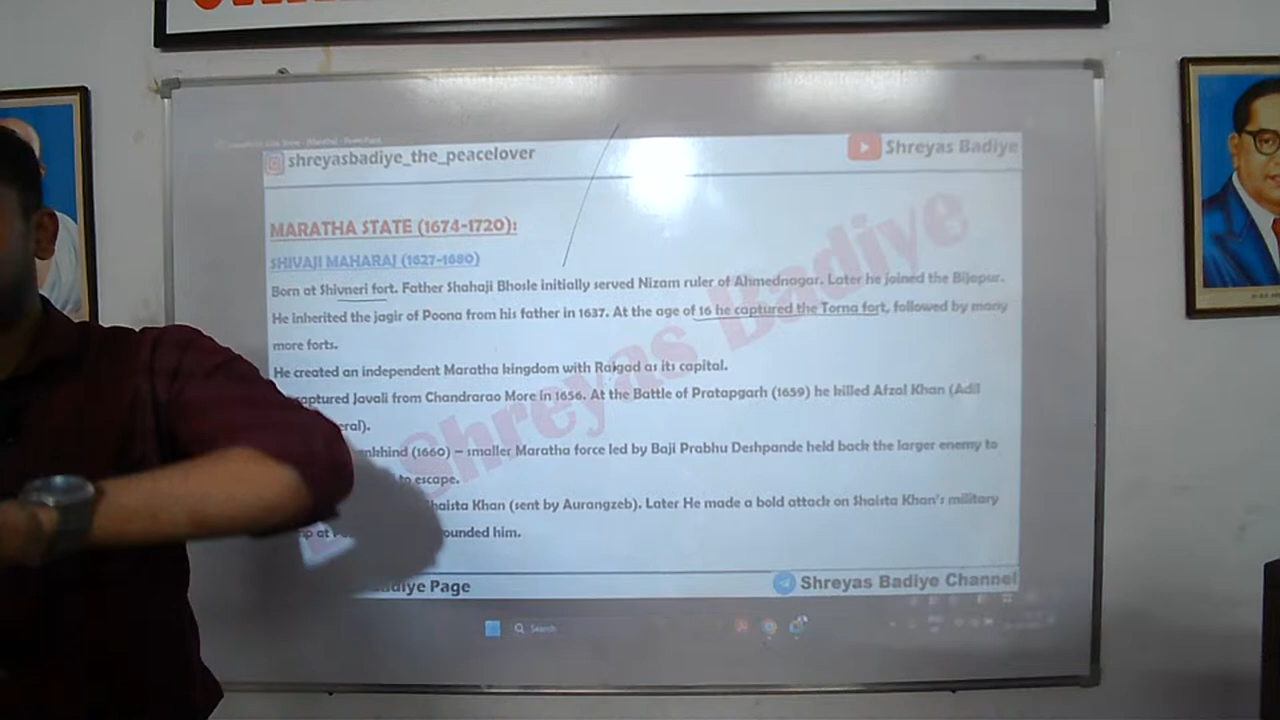 shreyasbadiye_the_peacelover
Shreyas Badiye
MARATHA STATE (1674-1720):
SHIVAJI MAHARAJ (1627-1680)
Born at Shivneri fort. Father Shahaji Bhosle initially served Nizam ruler of Ahmednagar. Later he joined the Bijapur.
He inherited the jagir of Poona from his father in 1637. At the age of 16 he captured the Torna fort, followed by many
more forts.
He created an independent Maratha kingdom with Raigad as its capital.
captured Javali from Chandrarao More in 1656. At the Battle of Pratapgarh (1659) he killed Afzal Khan (Adil
eral).
nkhind (1660) – smaller Maratha force led by Baji Prabhu Deshpande held back the larger enemy to
to escape.
haista Khan (sent by Aurangzeb). Later He made a bold attack on Shaista Khan's military
at
ounded him.
Shreyas Badiye
adiye Page
Shreyas Badiye Channel
Search